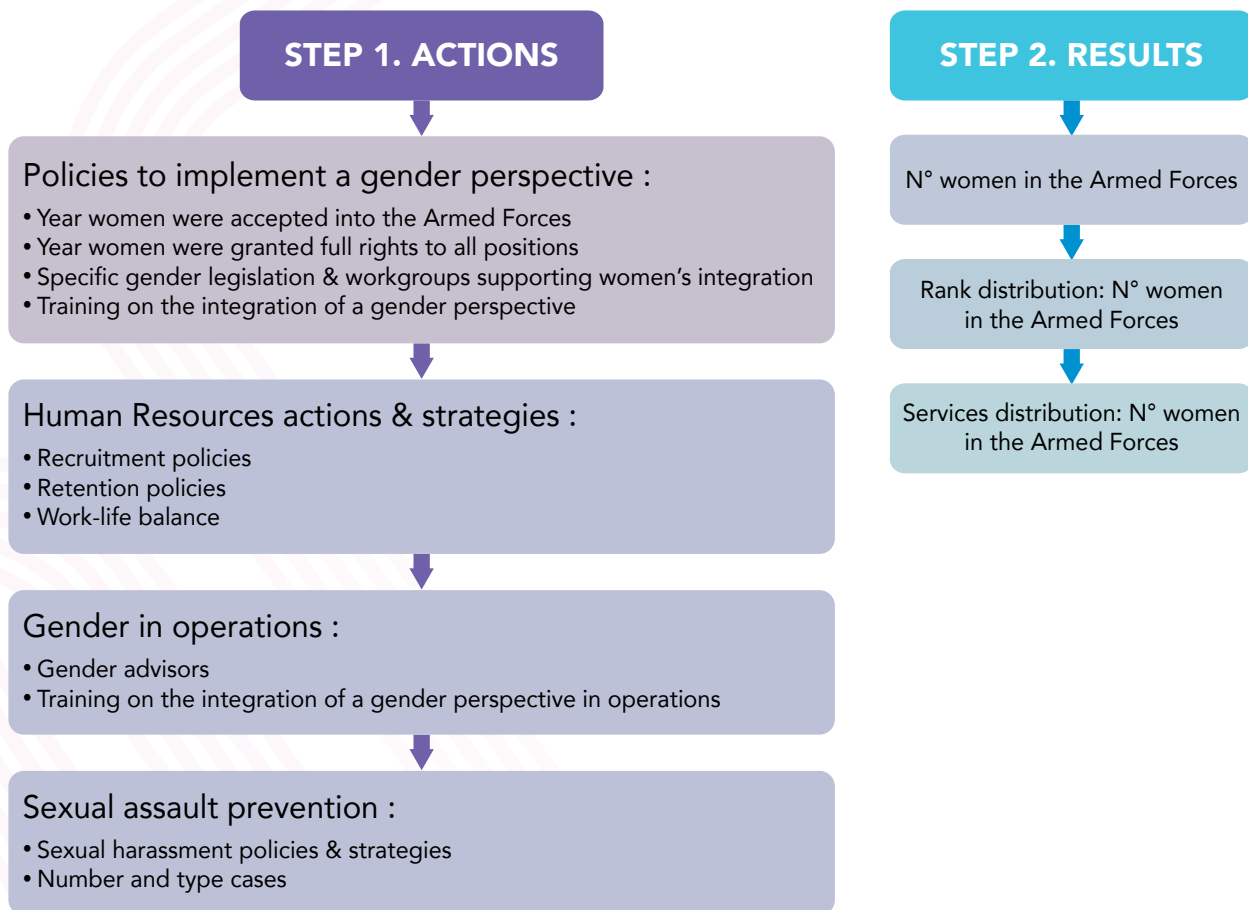 STEP 1. ACTIONS
Policies to implement a gender perspective :
• Year women were accepted into the Armed Forces
• Year women were granted full rights to all positions
• Specific gender legislation & workgroups supporting women's integration
• Training on the integration of a gender perspective
Human Resources actions & strategies :
• Recruitment policies
• Retention policies
• Work-life balance
Gender in operations :
• Gender advisors
• Training on the integration of a gender perspective in operations
Sexual assault prevention :
• Sexual harassment policies & strategies
• Number and type cases
STEP 2. RESULTS
N° women in the Armed Forces
Rank distribution: N° women
in the Armed Forces
Services distribution: N° women
in the Armed Forces